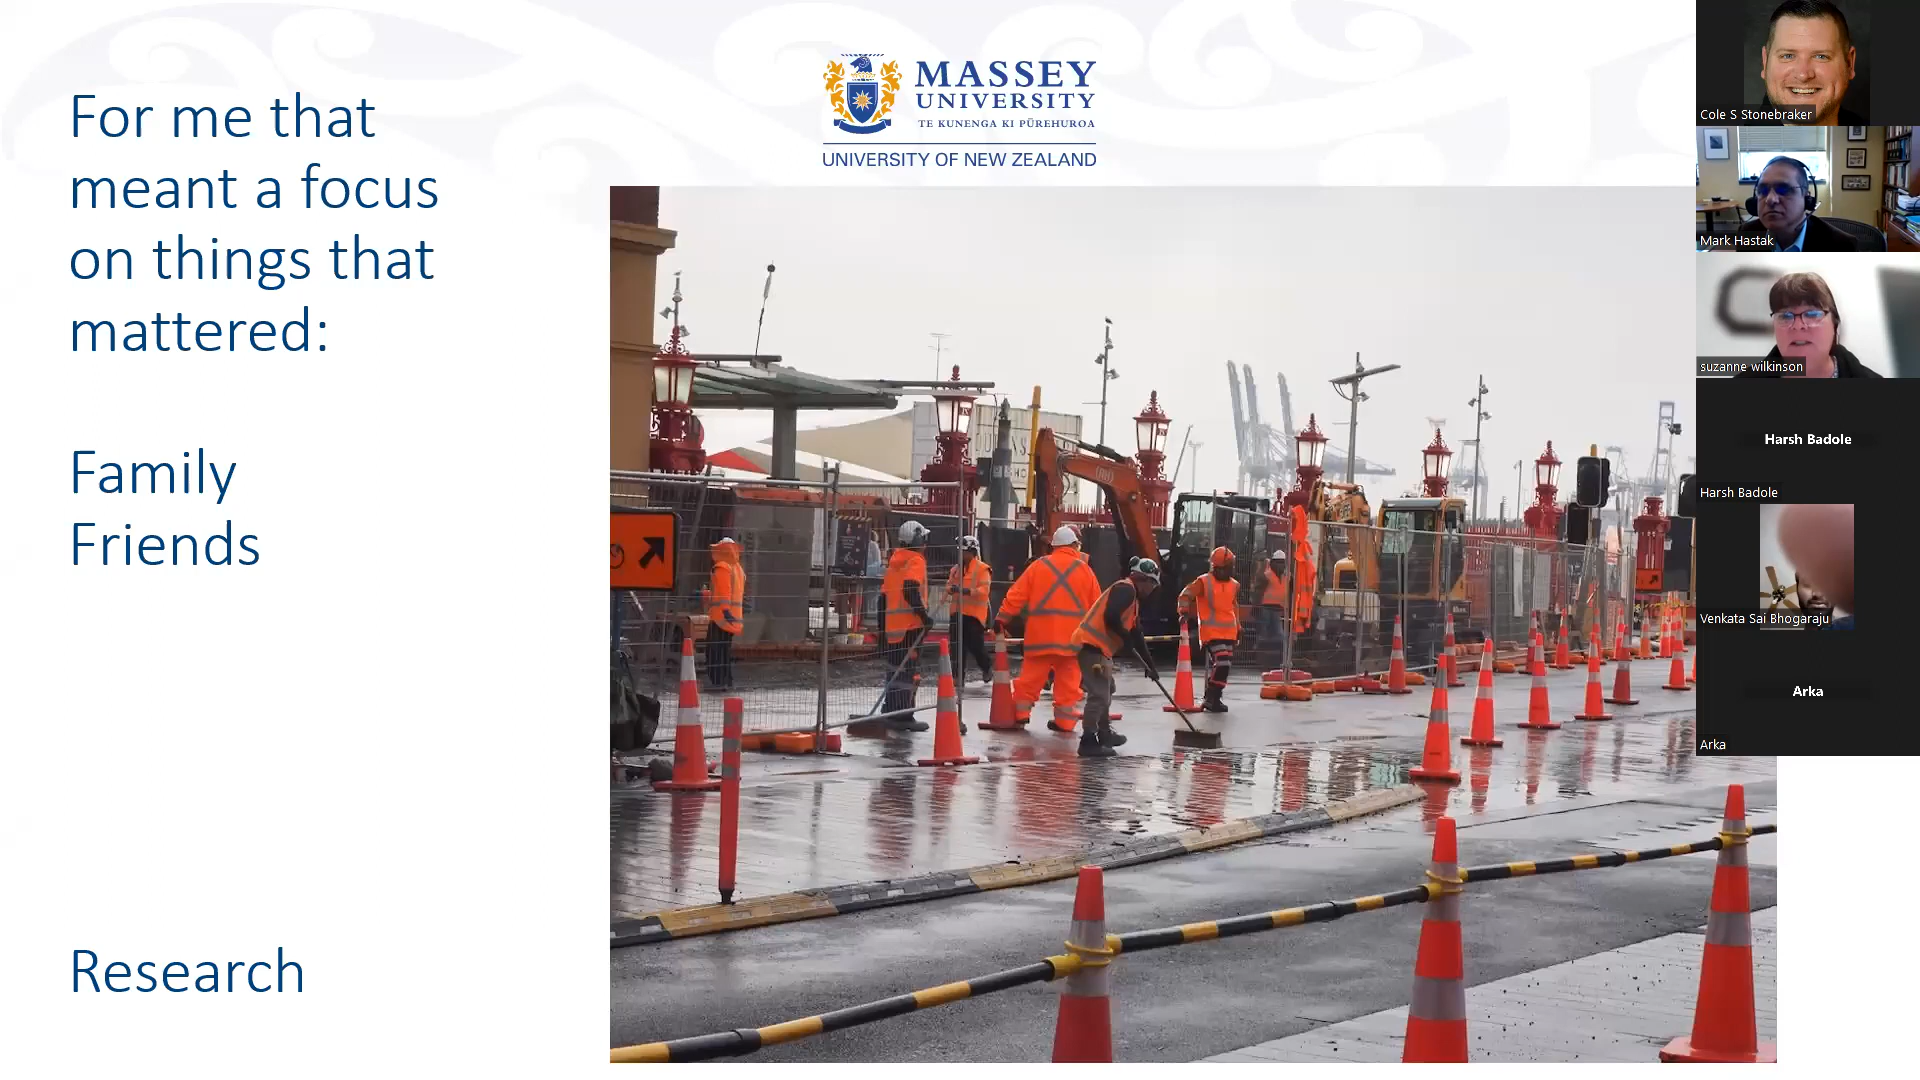 For me that
meant a focus
on things that
mattered:
Family
Friends
Research
MASSEY
UNIVERSITY
TE KUNENGA KI PŪREHUROA
UNIVERSITY OF NEW ZEALAND
Cole S Stonebraker
Mark Hastak
suzanne wilkinson
Harsh Badole
Harsh Badole
Venkata Sai Bhogaraju
Arka
Arka